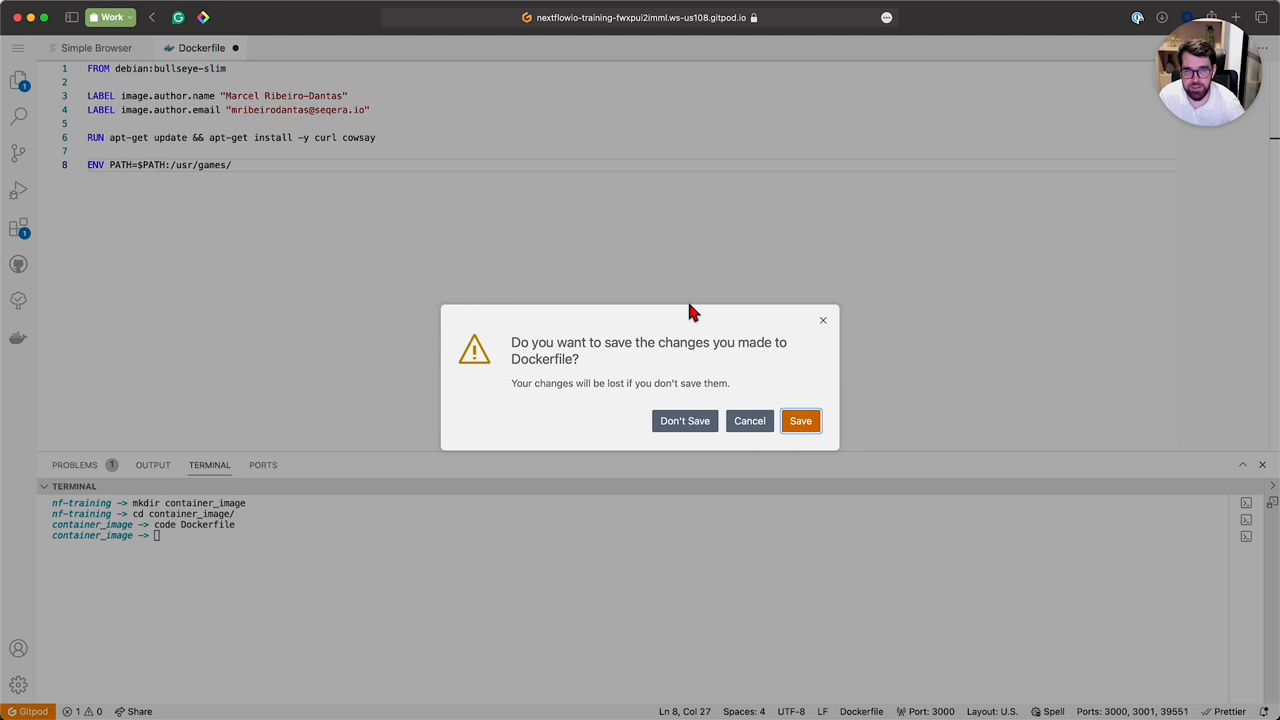 Work
nextflowio-training-fwxpui2imml.ws-us108.gitpod.io
Simple Browser
Dockerfile
1 FROM debian:bullseye-slim
2
3 LABEL image.author.name "Marcel Ribeiro-Dantas"
4 LABEL image.author.email "mribeirodantas@seqera.io"
5
6 RUN apt-get update && apt-get install -y curl cowsay
7
8 ENV PATH=$PATH:/usr/games/
1
1
Do you want to save the changes you made to
Dockerfile?
Your changes will be lost if you don't save them.
Don't Save Cancel Save
PROBLEMS 1 OUTPUT TERMINAL PORTS
TERMINAL
nf-training -> mkdir container_image
nf-training -> cd container_image/
container_image -> code Dockerfile
container_image ->
Gitpod 1 0 Share Ln 8, Col 27 Spaces: 4 UTF-8 LF Dockerfile Port: 3000 Layout: U.S. Spell Ports: 3000, 3001, 39551 Prettier